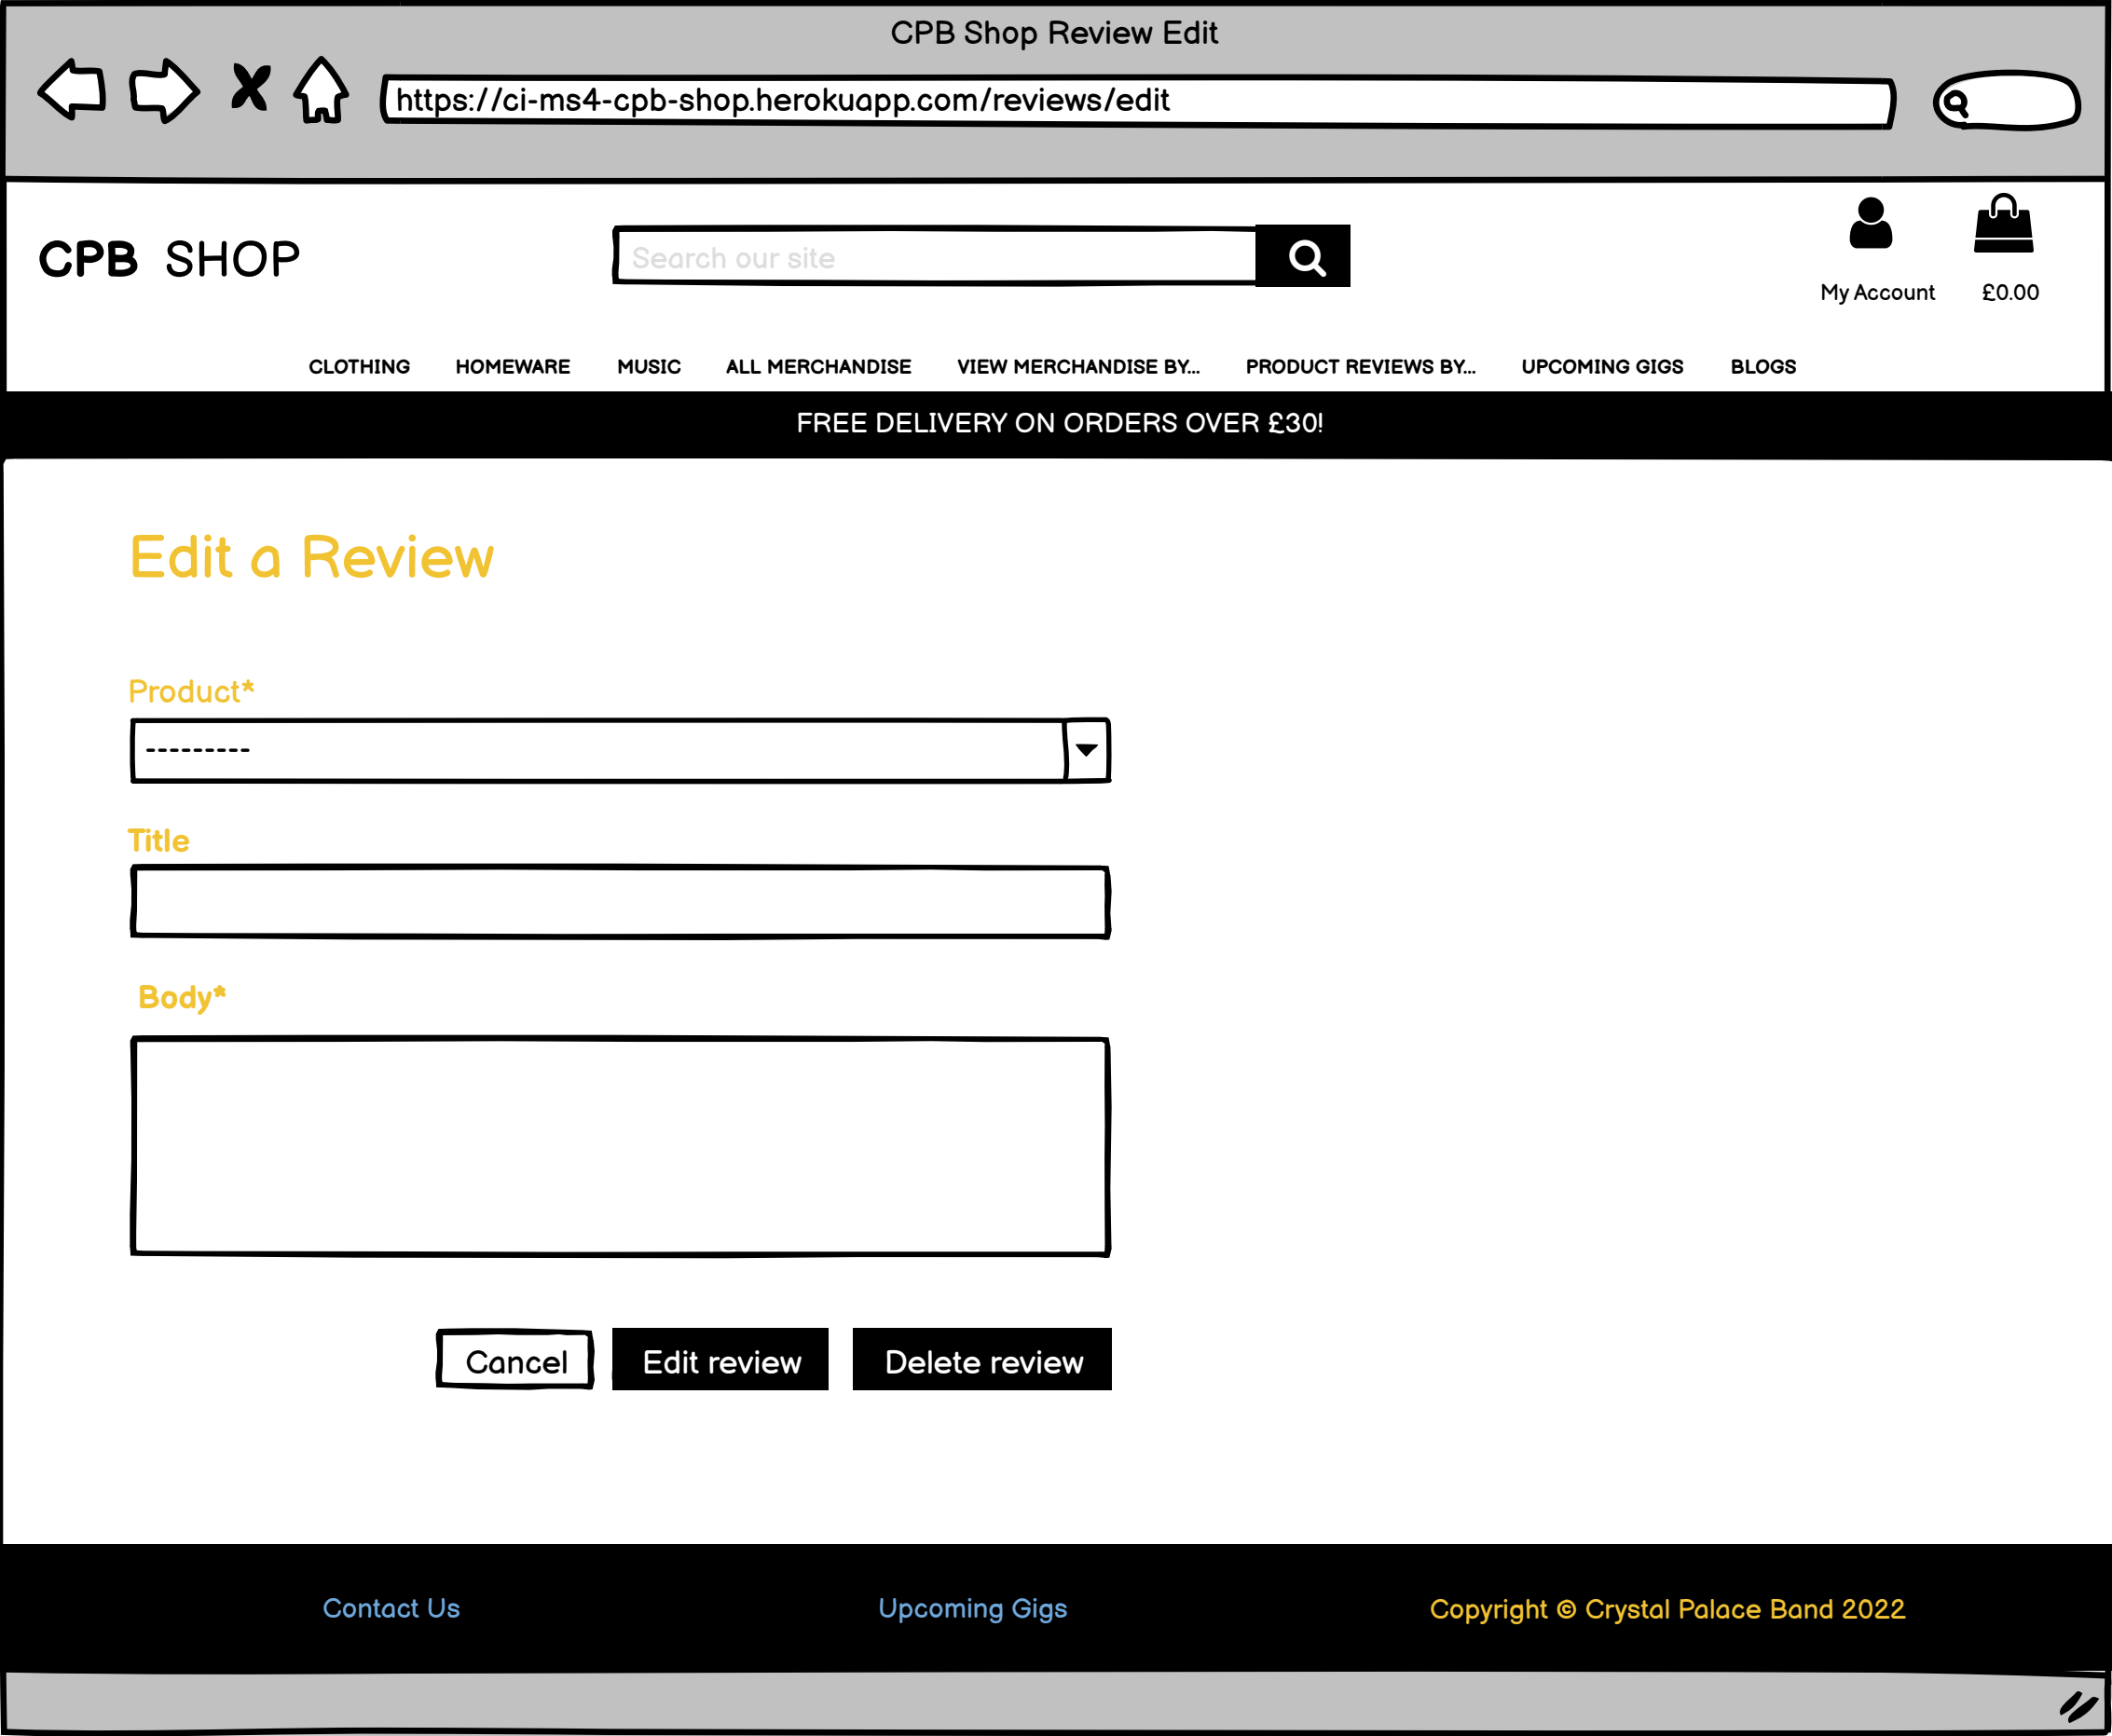 CPB Shop Review Edit
https://ci-ms4-cpb-shop.herokuapp.com/reviews/edit
CPB SHOP
Search our site
My Account
£0.00
CLOTHING HOMEWARE MUSIC ALL MERCHANDISE VIEW MERCHANDISE BY... PRODUCT REVIEWS BY... UPCOMING GIGS BLOGS
FREE DELIVERY ON ORDERS OVER £30!
Edit a Review
Product*
---------
Title
Body*
Cancel
Edit review
Delete review
Contact Us
Upcoming Gigs
Copyright © Crystal Palace Band 2022